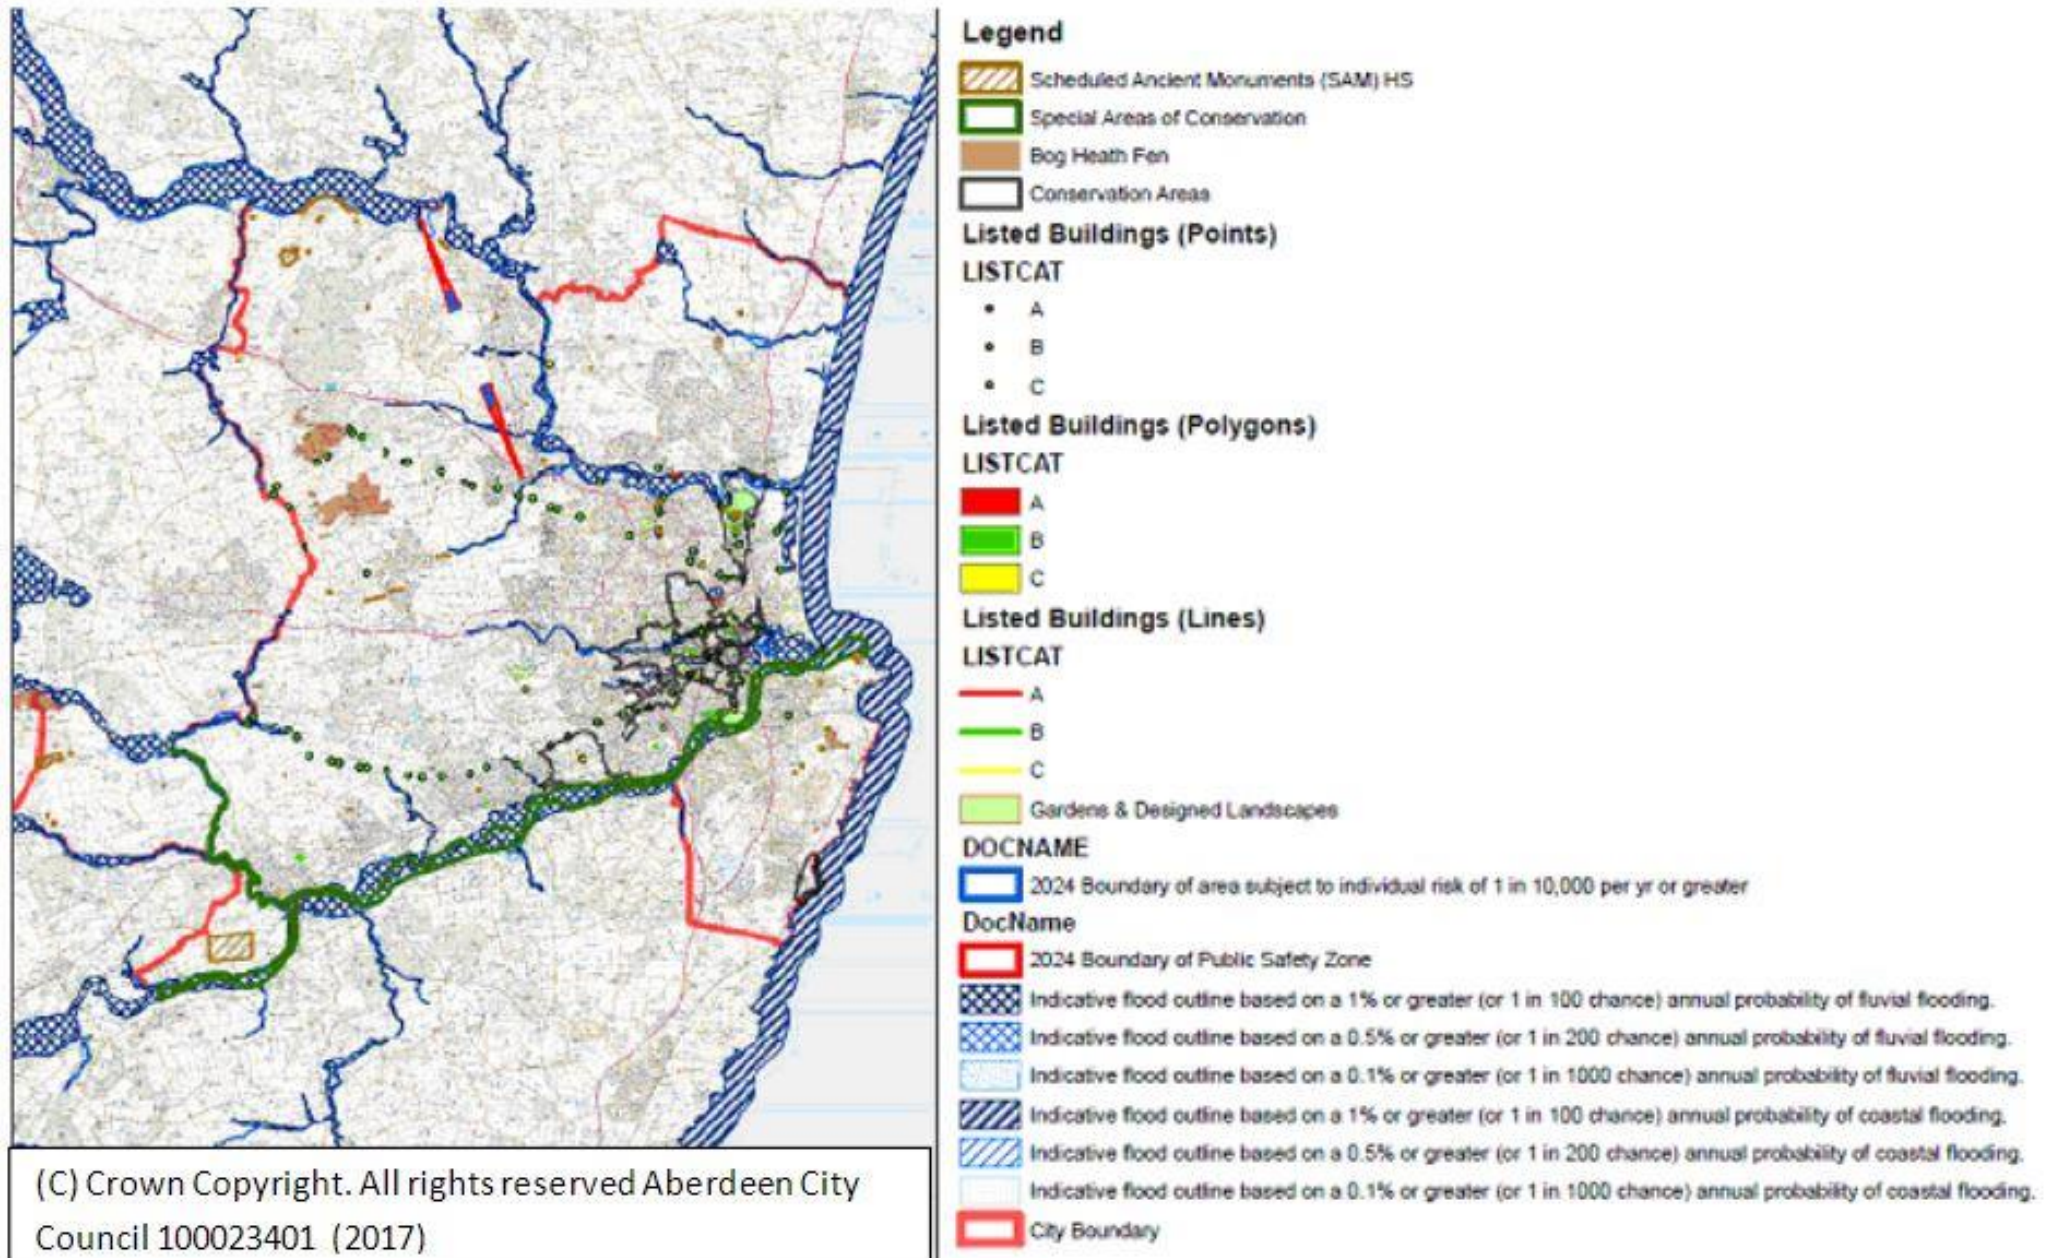 Legend
Scheduled Ancient Monuments (SAM) HS
Special Areas of Conservation
Bog Heath Fen
Conservation Areas
Listed Buildings (Points)
LISTCAT
A
B
C
Listed Buildings (Polygons)
LISTCAT
A
B
C
Listed Buildings (Lines)
LISTCAT
A
B
C
Gardens & Designed Landscapes
DOCNAME
2024 Boundary of area subject to individual risk of 1 in 10,000 per yr or greater
DocName
2024 Boundary of Public Safety Zone
Indicative flood outline based on a 1% or greater (or 1 in 100 chance) annual probability of fluvial flooding.
Indicative flood outline based on a 0.5% or greater (or 1 in 200 chance) annual probability of fluvial flooding.
Indicative flood outline based on a 0.1% or greater (or 1 in 1000 chance) annual probability of fluvial flooding.
Indicative flood outline based on a 1% or greater (or 1 in 100 chance) annual probability of coastal flooding.
Indicative flood outline based on a 0.5% or greater (or 1 in 200 chance) annual probability of coastal flooding.
Indicative flood outline based on a 0.1% or greater (or 1 in 1000 chance) annual probability of coastal flooding.
City Boundary
(C) Crown Copyright. All rights reserved Aberdeen City
Council 100023401 (2017)